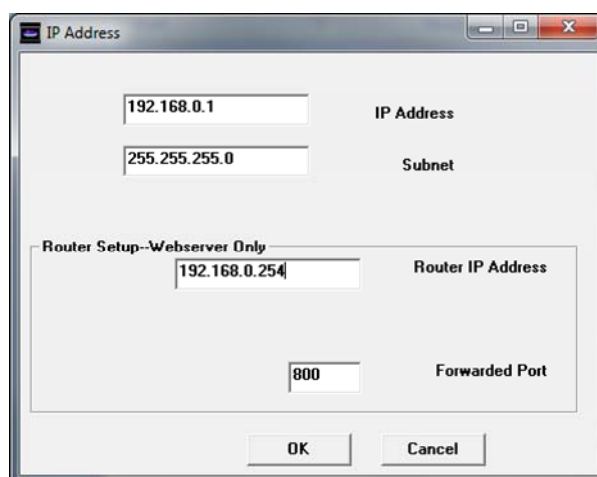 IP Address
192.168.0.1 IP Address
255.255.255.0 Subnet
Router Setup--Webserver Only
192.168.0.254 Router IP Address
800 Forwarded Port
OK Cancel